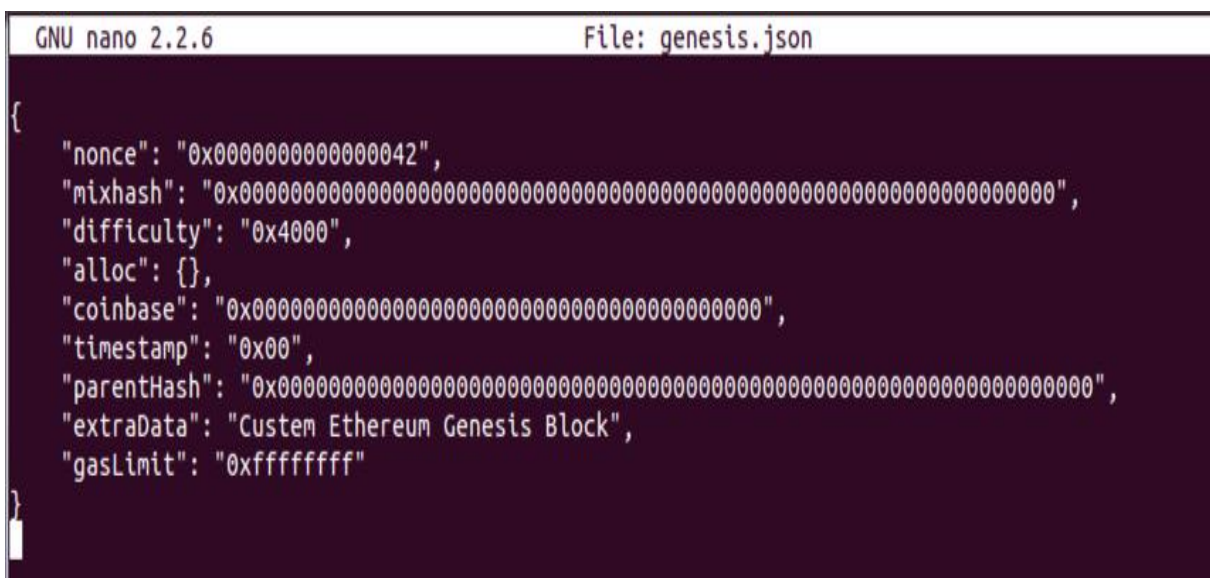 GNU nano 2.2.6 File: genesis.json
{
"nonce": "0x0000000000000042",
"mixhash": "0x0000000000000000000000000000000000000000000000000000000000000000",
"difficulty": "0x4000",
"alloc": {},
"coinbase": "0x0000000000000000000000000000000000000000",
"timestamp": "0x00",
"parentHash": "0x0000000000000000000000000000000000000000000000000000000000000000",
"extraData": "Custem Ethereum Genesis Block",
"gasLimit": "0xffffffff"
}